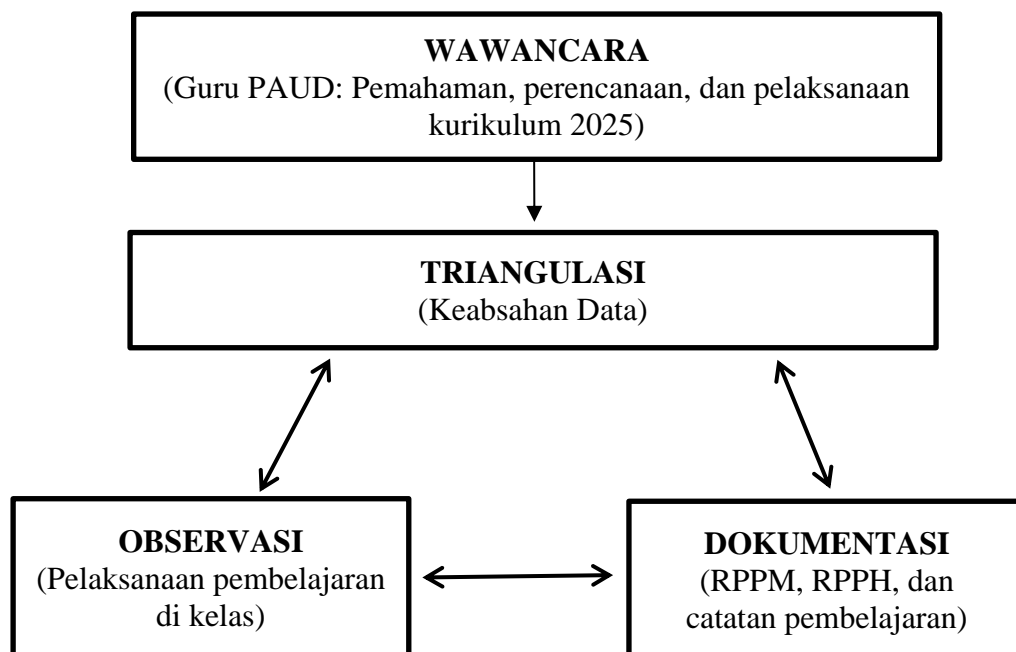 WAWANCARA
(Guru PAUD: Pemahaman, perencanaan, dan pelaksanaan
kurikulum 2025)
TRIANGULASI
(Keabsahan Data)
OBSERVASI
(Pelaksanaan pembelajaran
di kelas)
DOKUMENTASI
(RPPM, RPPH, dan
catatan pembelajaran)